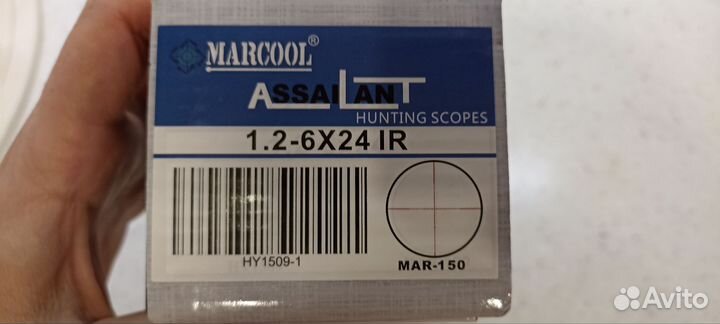 MARCOOL®
ASSAILANT
HUNTING SCOPES
1.2-6X24 IR
HY1509-1
MAR-150
Avito